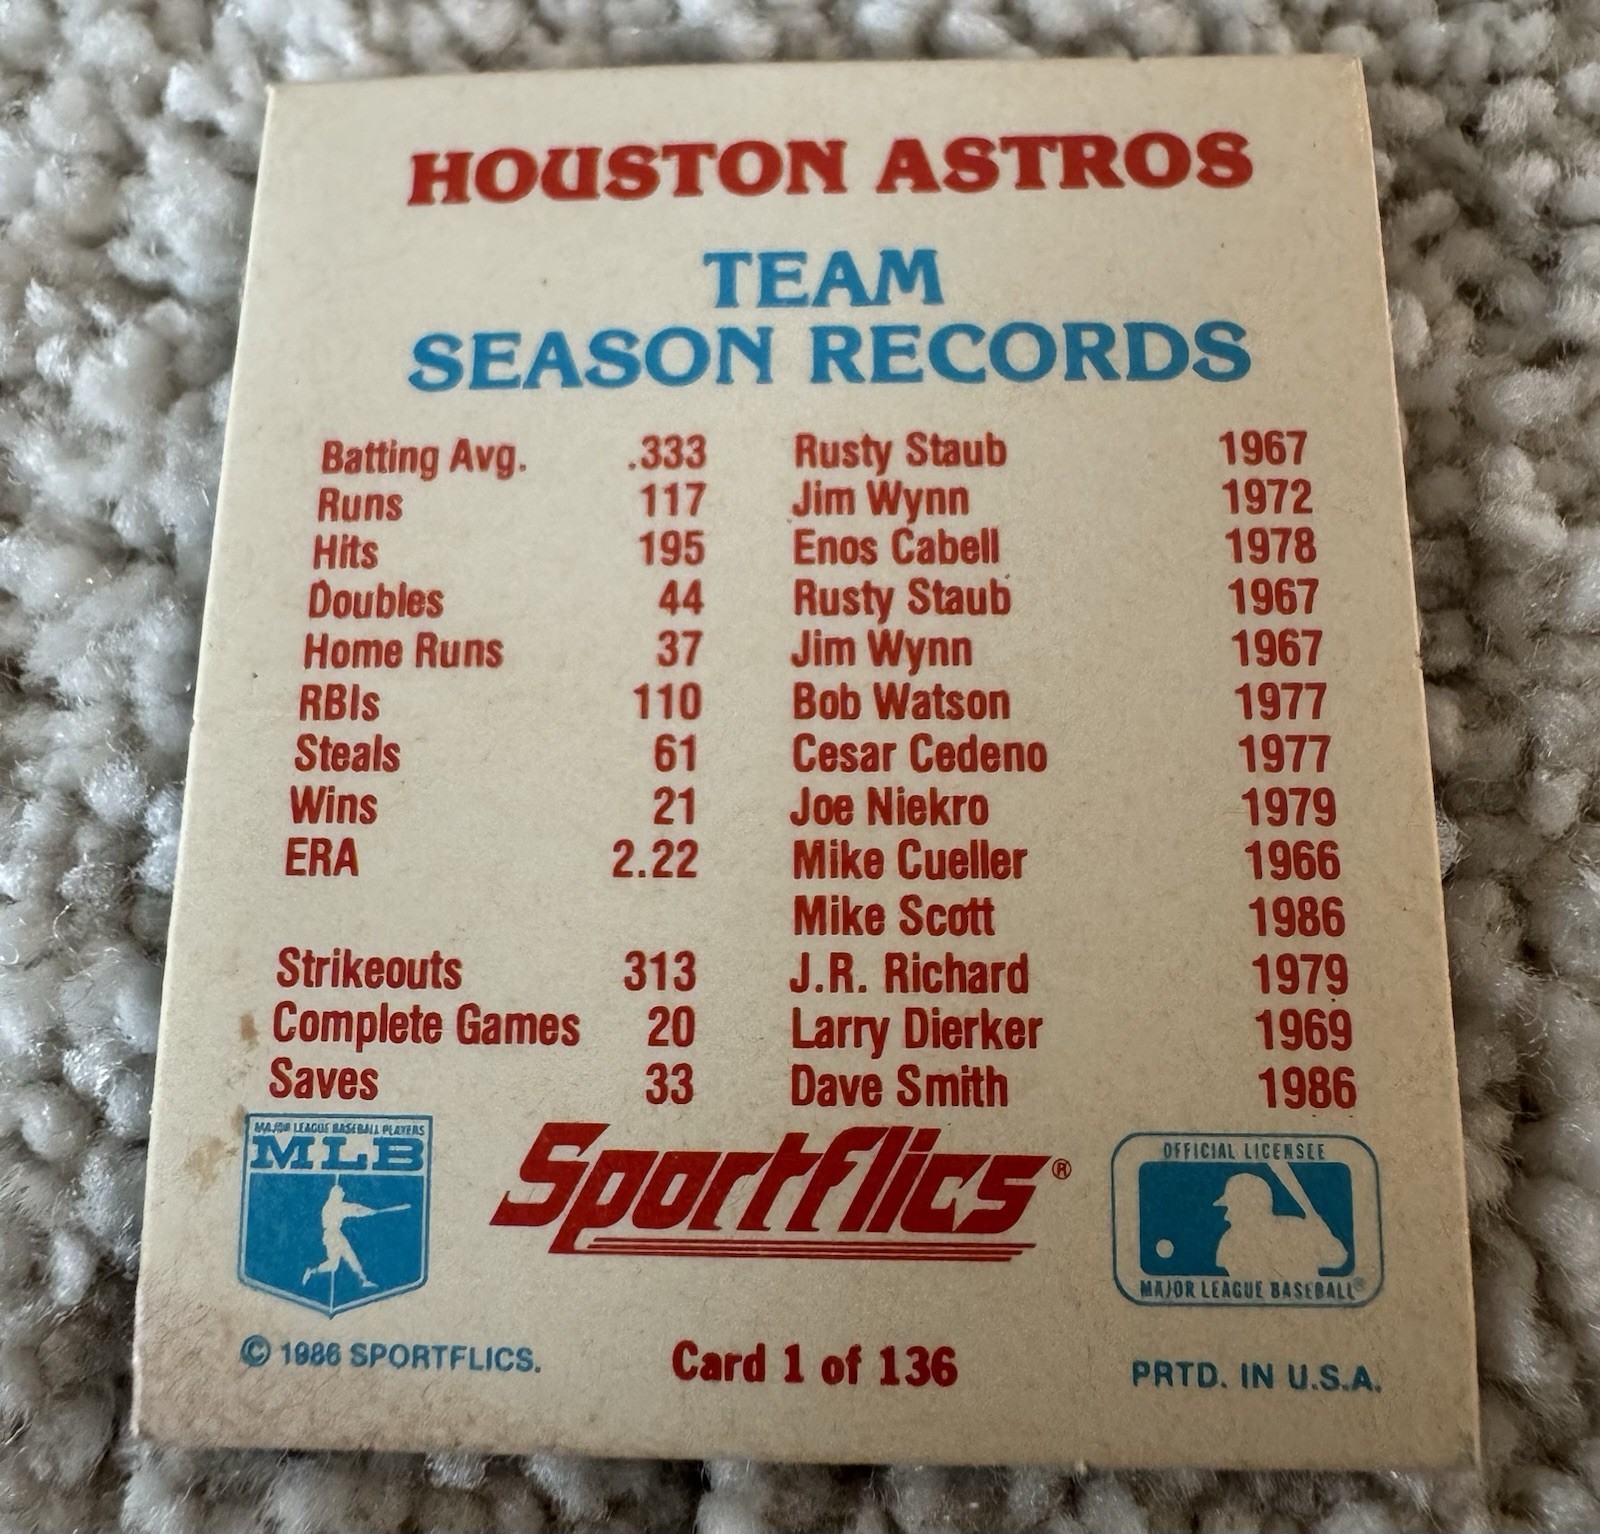 HOUSTON ASTROS
TEAM
SEASON RECORDS
Batting Avg. .333 Rusty Staub 1967
Runs 117 Jim Wynn 1972
Hits 195 Enos Cabell 1978
Doubles 44 Rusty Staub 1967
Home Runs 37 Jim Wynn 1967
RBIs 110 Bob Watson 1977
Steals 61 Cesar Cedeno 1977
Wins 21 Joe Niekro 1979
ERA 2.22 Mike Cueller 1966
Mike Scott 1986
Strikeouts 313 J.R. Richard 1979
Complete Games 20 Larry Dierker 1969
Saves 33 Dave Smith 1986
MAJOR LEAGUE BASEBALL PLAYERS
MLB
Sportflics®
OFFICIAL LICENSEE
MAJOR LEAGUE BASEBALL®
© 1986 SPORTFLICS.
Card 1 of 136
PRTD. IN U.S.A.